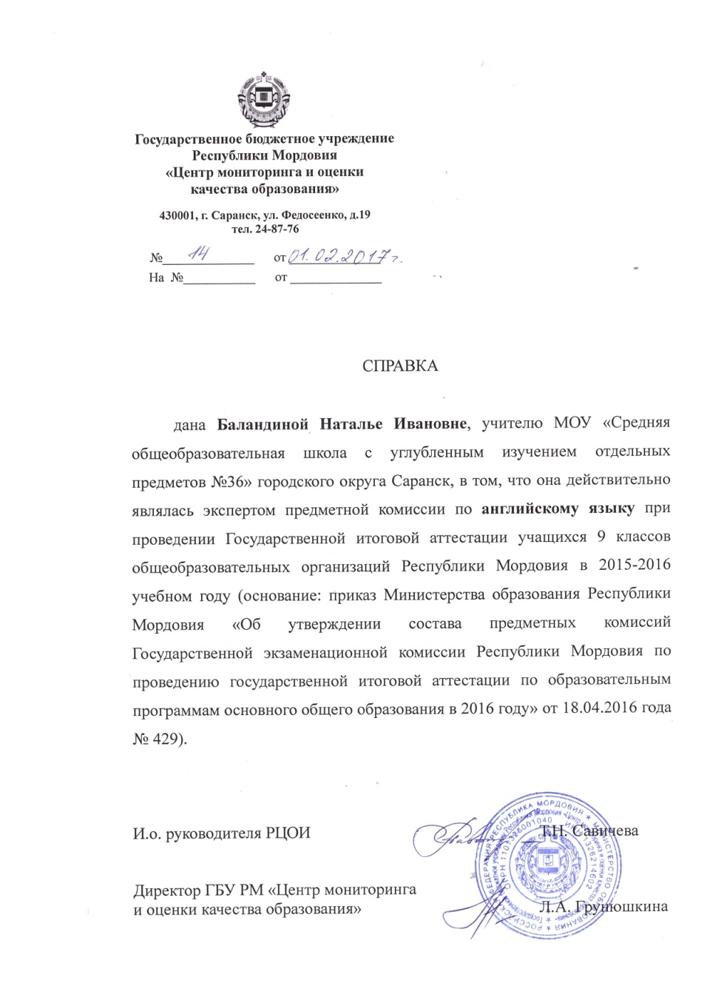 Государственное бюджетное учреждение
Республики Мордовия
«Центр мониторинга и оценки
качества образования»
430001, г. Саранск, ул. Федосеенко, д.19
тел. 24-87-76
№ 14 от 01.02.2017г.
На № от
СПРАВКА
дана Баландиной Наталье Ивановне, учителю МОУ «Средняя
общеобразовательная школа с углубленным изучением отдельных
предметов №36» городского округа Саранск, в том, что она действительно
являлась экспертом предметной комиссии по английскому языку при
проведении Государственной итоговой аттестации учащихся 9 классов
общеобразовательных организаций Республики Мордовия в 2015-2016
учебном году (основание: приказ Министерства образования Республики
Мордовия «Об утверждении состава предметных комиссий
Государственной экзаменационной комиссии Республики Мордовия по
проведению государственной итоговой аттестации по образовательным
программам основного общего образования в 2016 году» от 18.04.2016 года
№ 429).
И.о. руководителя РЦОИ Т.Н. Савичева
Директор ГБУ РМ «Центр мониторинга
и оценки качества образования» Л.А. Грунюшкина
РЕСПУБЛИКА МОРДОВИЯ ★ МИНИСТЕРСТВО ОБРАЗОВАНИЯ ★
ОГРН 1101326001040
1326214602